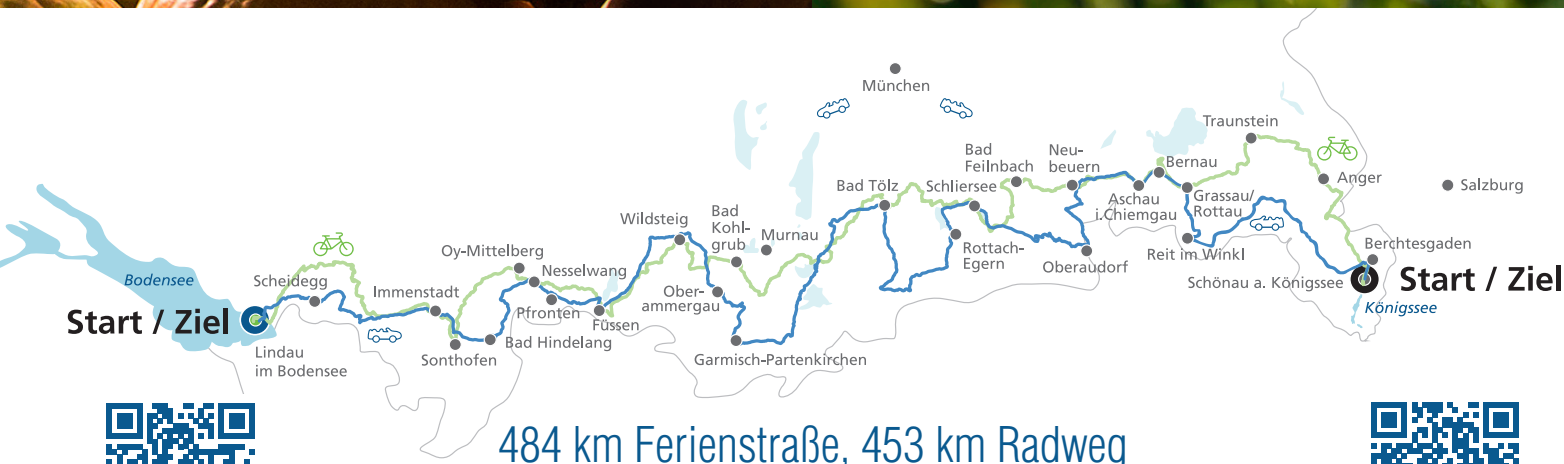 München
Traunstein
Bad
Feilnbach
Neu-
beuern
Bernau
Anger
Salzburg
Bad Tölz
Schliersee
Aschau
i.Chiemgau
Grassau/
Rottau
Wildsteig
Bad
Kohl-
grub
Murnau
Rottach-
Egern
Oberaudorf
Reit im Winkl
Berchtesgaden
Oy-Mittelberg
Nesselwang
Bodensee
Scheidegg
Immenstadt
Ober-
ammergau
Schönau a. Königssee
Start / Ziel
Königssee
Start / Ziel
Pfronten
Füssen
Lindau
im Bodensee
Sonthofen
Bad Hindelang
Garmisch-Partenkirchen
484 km Ferienstraße, 453 km Radweg